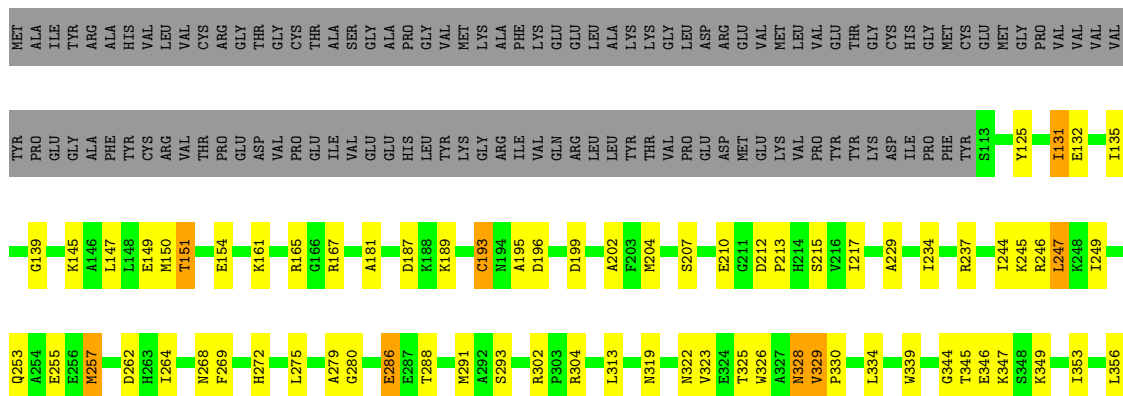 MET ALA ILE TYR ARG ALA HIS VAL LEU VAL CYS ARG GLY THR GLY CYS THR ALA SER GLY ALA PRO GLY VAL MET LYS ALA PHE LYS GLU GLU LEU ALA LYS LYS GLY LEU ASP ARG GLU VAL MET LEU VAL GLU THR GLY CYS HIS GLY MET CYS GLU MET GLY PRO VAL VAL VAL VAL
TYR PRO GLU GLY ALA PHE TYR CYS ARG VAL THR PRO GLU ASP VAL PRO GLU ILE VAL GLU GLU HIS LEU TYR LYS GLY ARG ILE VAL GLN ARG LEU LEU TYR THR VAL PRO GLU ASP MET GLU LYS VAL PRO TYR TYR LYS ASP ILE PRO PHE TYR S113 Y125 I131 E132 I135
G139 K145 A146 L147 L148 E149 M150 T151 E154 K161 R165 G166 R167 A181 D187 K188 K189 C193 N194 A195 D196 D199 A202 F203 M204 S207 E210 G211 D212 P213 H214 S215 V216 I217 A229 I234 R237 I244 K245 R246 L247 K248 I249
Q253 A254 E255 E256 M257 D262 H263 I264 N268 F269 H272 L275 A279 G280 E286 E287 T288 M291 A292 S293 R302 P303 R304 L313 N319 N322 V323 E324 T325 W326 A327 N328 V329 P330 L334 W339 G344 T345 E346 K347 S348 K349 I353 L356